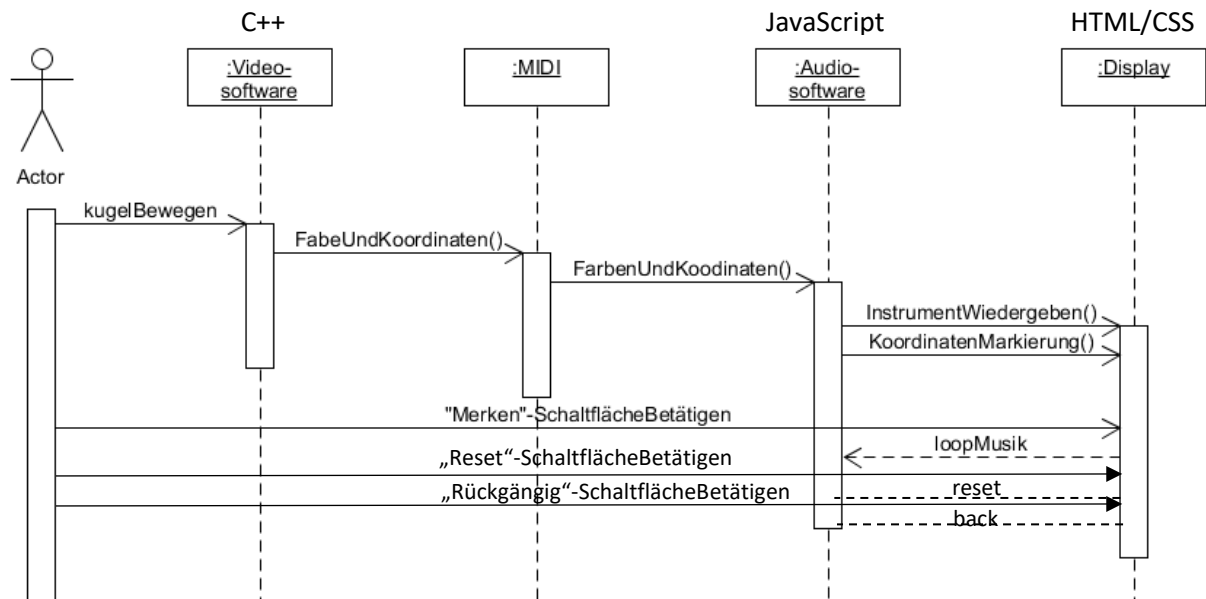 C++
JavaScript
HTML/CSS
:Video-
software
:MIDI
:Audio-
software
:Display
Actor
kugelBewegen
FabeUndKoordinaten()
FarbenUndKoodinaten()
InstrumentWiedergeben()
KoordinatenMarkierung()
"Merken"-SchaltflächeBetätigen
loopMusik
„Reset“-SchaltflächeBetätigen
„Rückgängig“-SchaltflächeBetätigen
reset
back